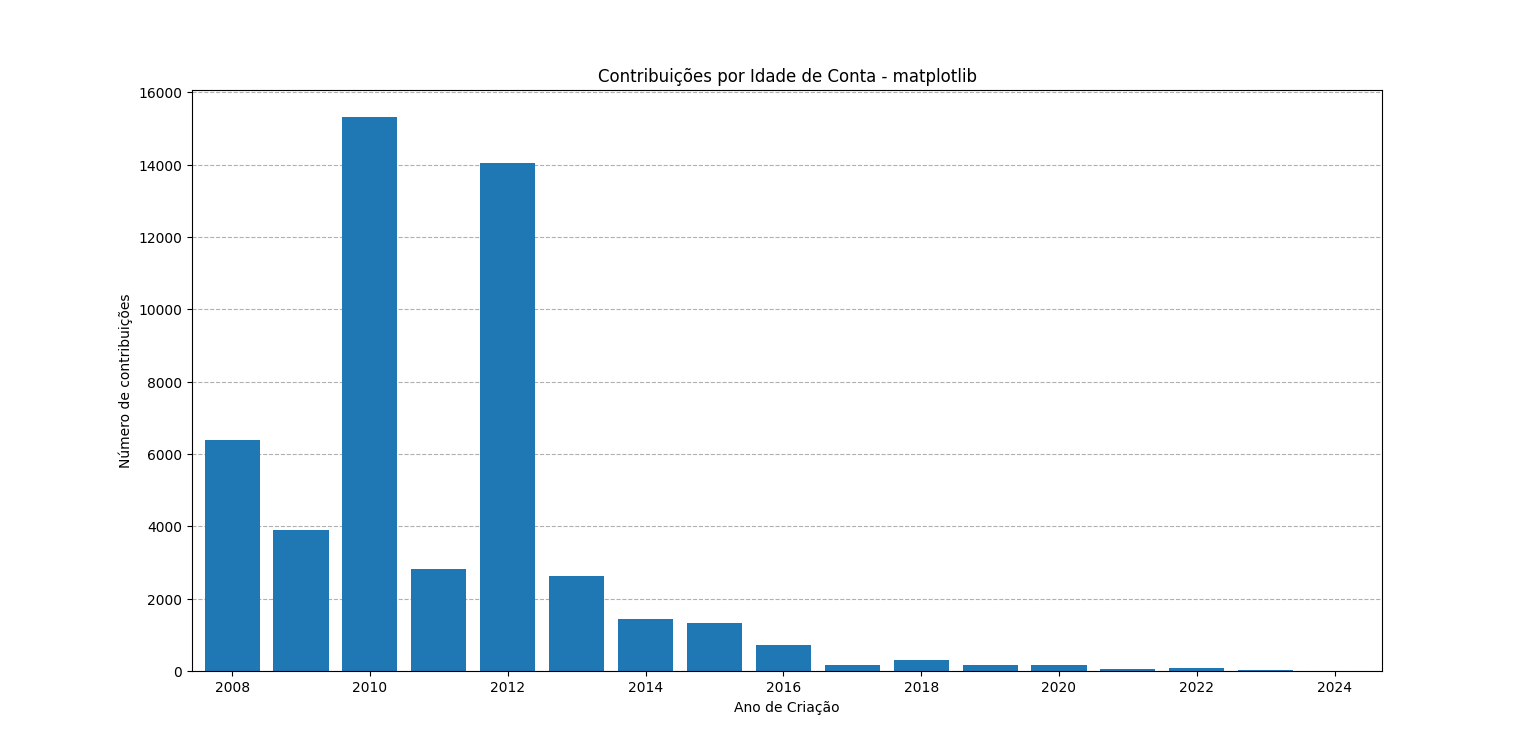 Contribuições por Idade de Conta - matplotlib
16000
14000
12000
10000
8000
6000
4000
2000
0
Número de contribuições
2008 2010 2012 2014 2016 2018 2020 2022 2024
Ano de Criação